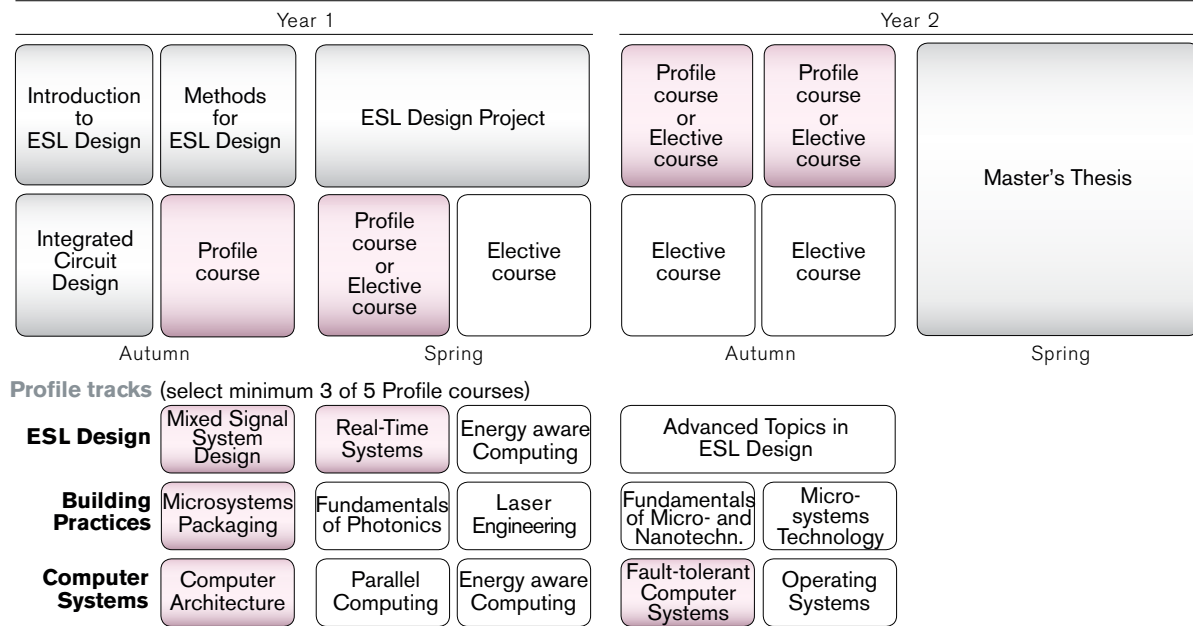 Year 1
Year 2
Introduction
to
ESL Design
Methods
for
ESL Design
ESL Design Project
Profile
course
or
Elective
course
Profile
course
or
Elective
course
Master's Thesis
Integrated
Circuit
Design
Profile
course
Profile
course
or
Elective
course
Elective
course
Elective
course
Elective
course
Autumn
Spring
Autumn
Spring
Profile tracks (select minimum 3 of 5 Profile courses)
ESL Design
Mixed Signal
System
Design
Real-Time
Systems
Energy aware
Computing
Advanced Topics in
ESL Design
Building
Practices
Microsystems
Packaging
Fundamentals
of Photonics
Laser
Engineering
Fundamentals
of Micro- and
Nanotechn.
Micro-
systems
Technology
Computer
Systems
Computer
Architecture
Parallel
Computing
Energy aware
Computing
Fault-tolerant
Computer
Systems
Operating
Systems